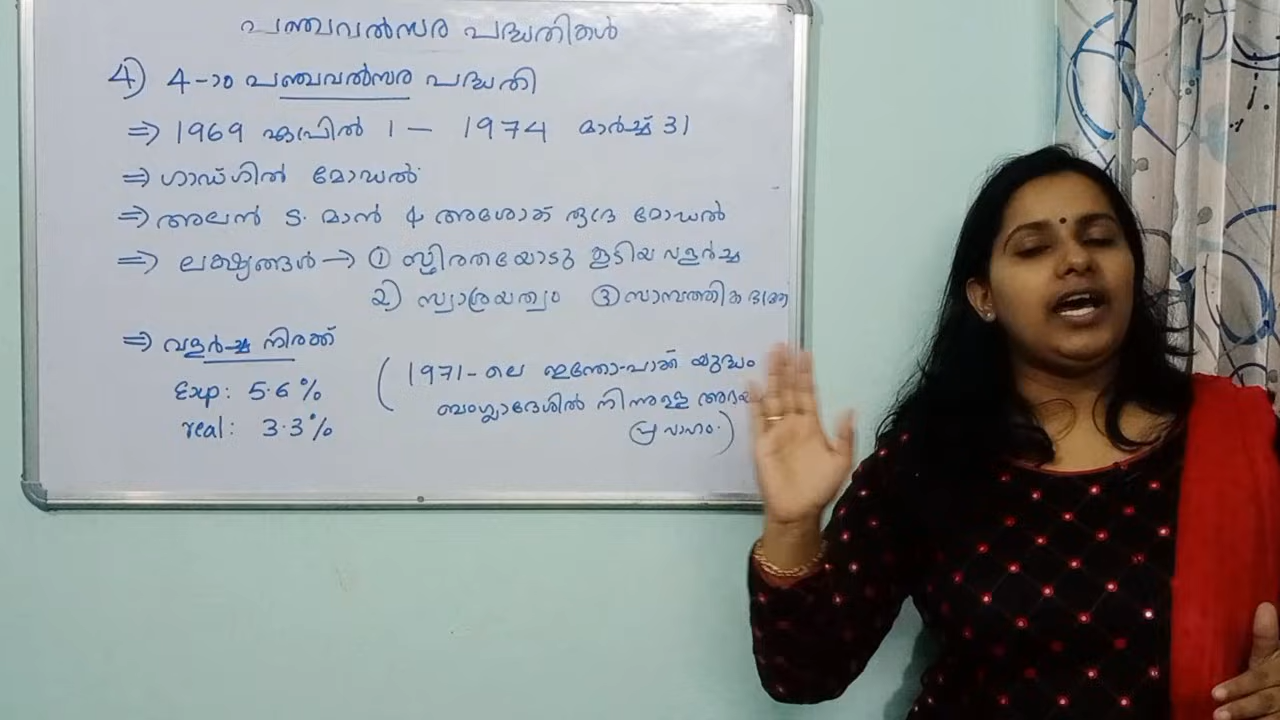 പഞ്ചവൽസര പദ്ധതികൾ
4) 4-ാം പഞ്ചവൽസര പദ്ധതി
⇒ 1969 ഏപ്രിൽ 1 — 1974 മാർച്ച് 31
⇒ ഗാഡ്ഗിൽ മോഡൽ
⇒ അലൻ S. മാൻ & അശോക് രുദ്ര മോഡൽ
⇒ ലക്ഷ്യങ്ങൾ → ① സ്ഥിരതയോടു കൂടിയ വളർച്ച
2) സ്വാശ്രയത്വം ③ സാമ്പത്തിക
⇒ വളർച്ച നിരക്ക്
Exp: 5.6%
real: 3.3%
(1971-ലെ ഇന്തോ-പാക്ക് യുദ്ധം
ബംഗ്ലാദേശിൽ നിന്നുള്ള
പ്രവാഹം.)